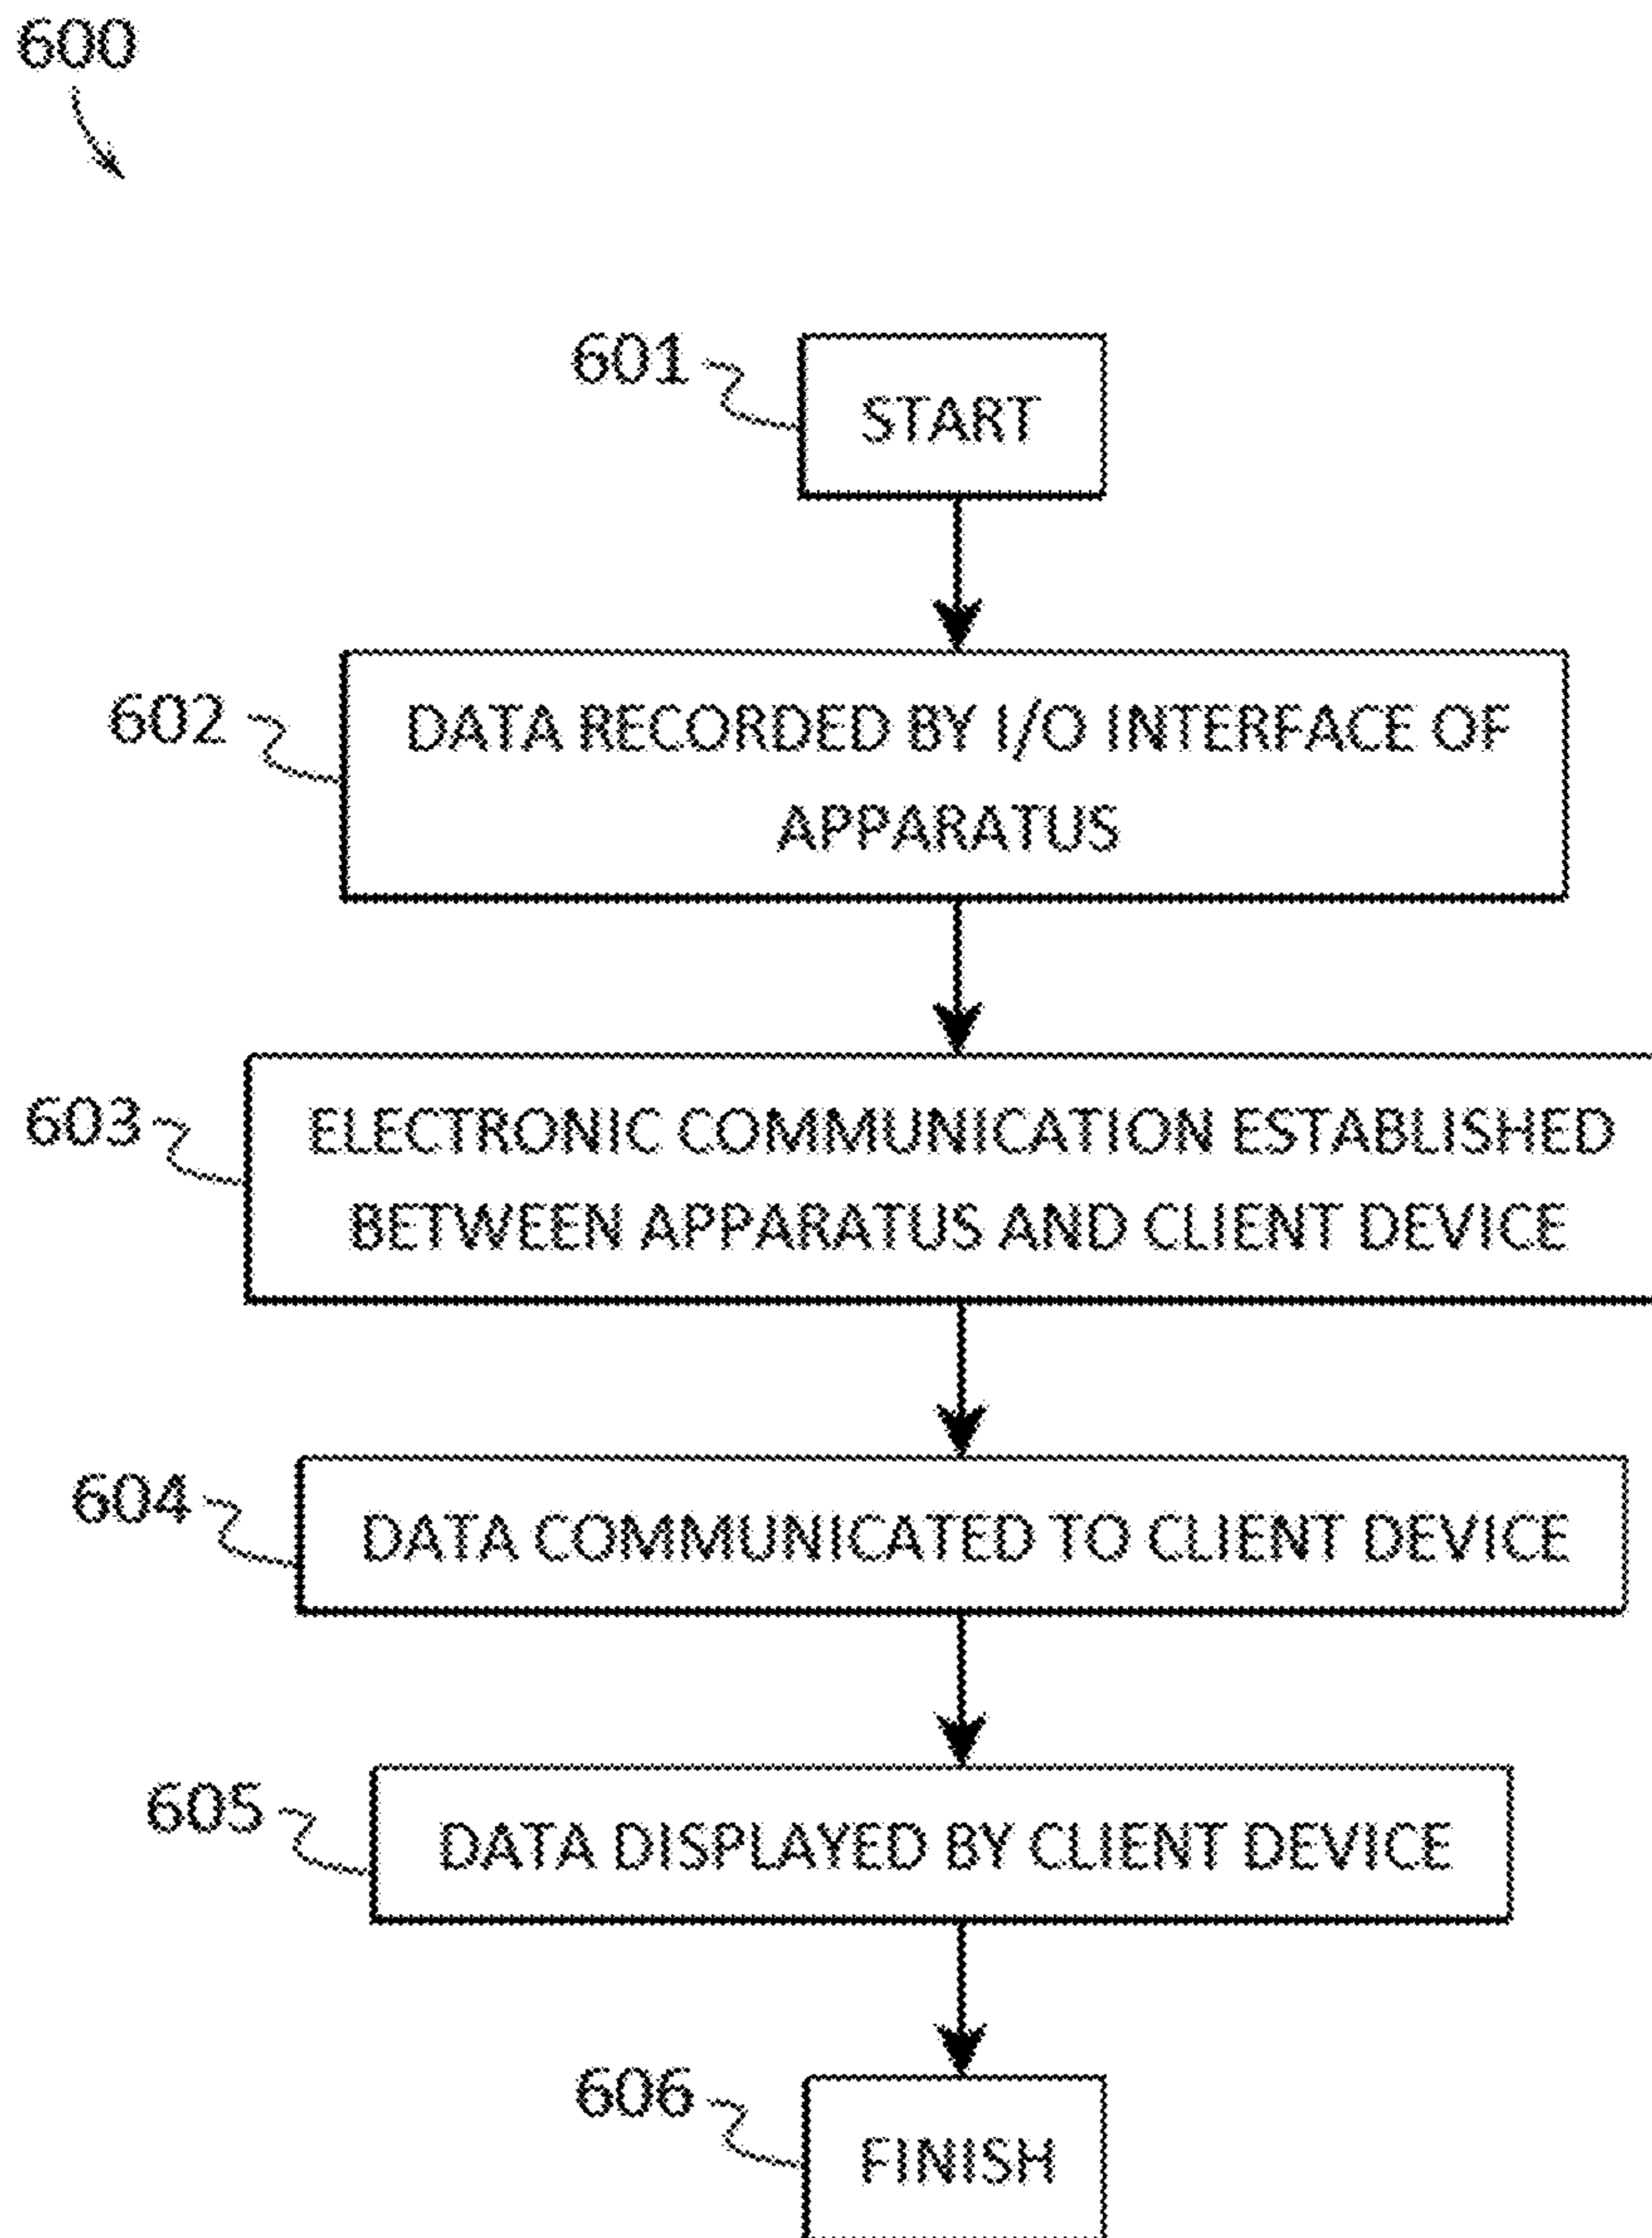 600
601
START
602
DATA RECORDED BY I/O INTERFACE OF
APPARATUS
603
ELECTRONIC COMMUNICATION ESTABLISHED
BETWEEN APPARATUS AND CLIENT DEVICE
604
DATA COMMUNICATED TO CLIENT DEVICE
605
DATA DISPLAYED BY CLIENT DEVICE
606
FINISH